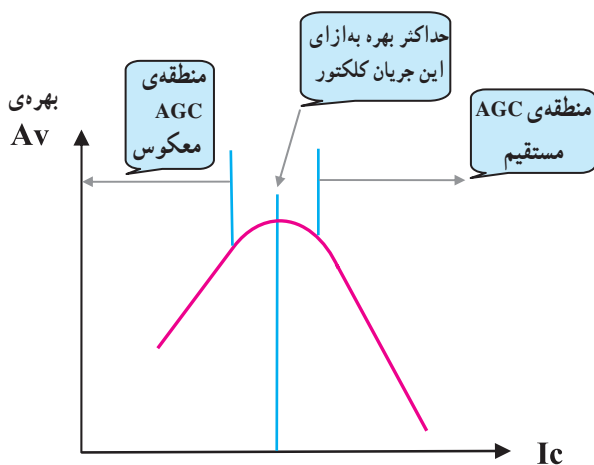 حداکثر بهره به‌ازای
این جریان کلکتور
منطقه‌ی
AGC
معکوس
منطقه‌ی AGC
مستقیم
بهره‌ی
Av
Ic